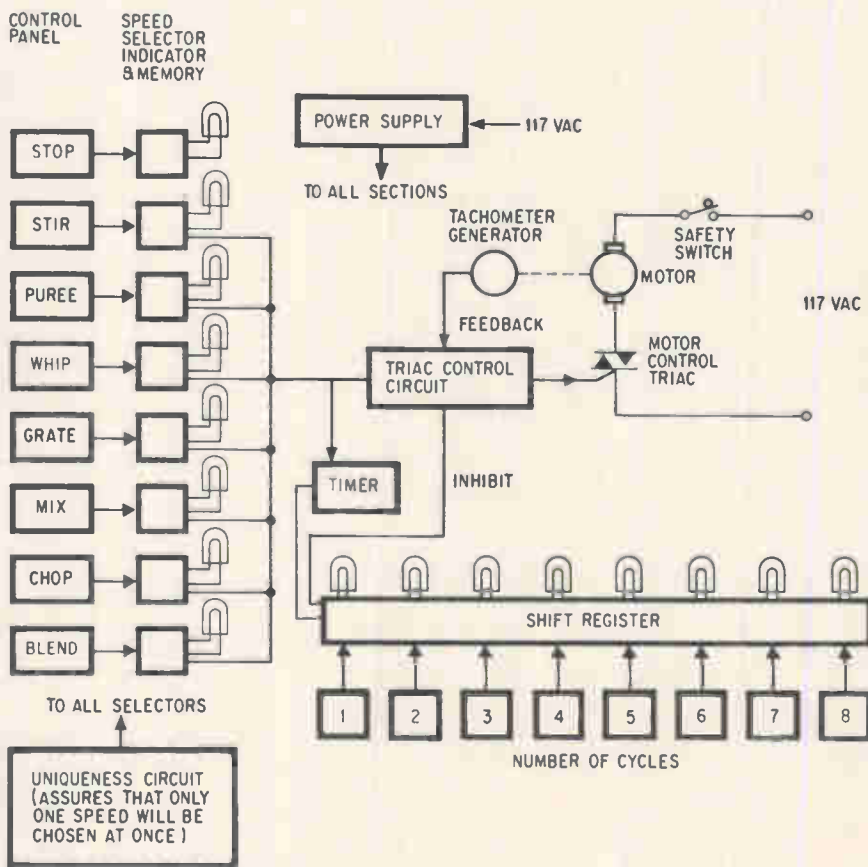 CONTROL
PANEL
SPEED
SELECTOR
INDICATOR
& MEMORY
STOP
STIR
PUREE
WHIP
GRATE
MIX
CHOP
BLEND
TO ALL SELECTORS
UNIQUENESS CIRCUIT
(ASSURES THAT ONLY
ONE SPEED WILL BE
CHOSEN AT ONCE)
POWER SUPPLY
117 VAC
TO ALL SECTIONS
TACHOMETER
GENERATOR
SAFETY
SWITCH
MOTOR
117 VAC
FEEDBACK
TRIAC CONTROL
CIRCUIT
MOTOR
CONTROL
TRIAC
TIMER
INHIBIT
SHIFT REGISTER
1
2
3
4
5
6
7
8
NUMBER OF CYCLES